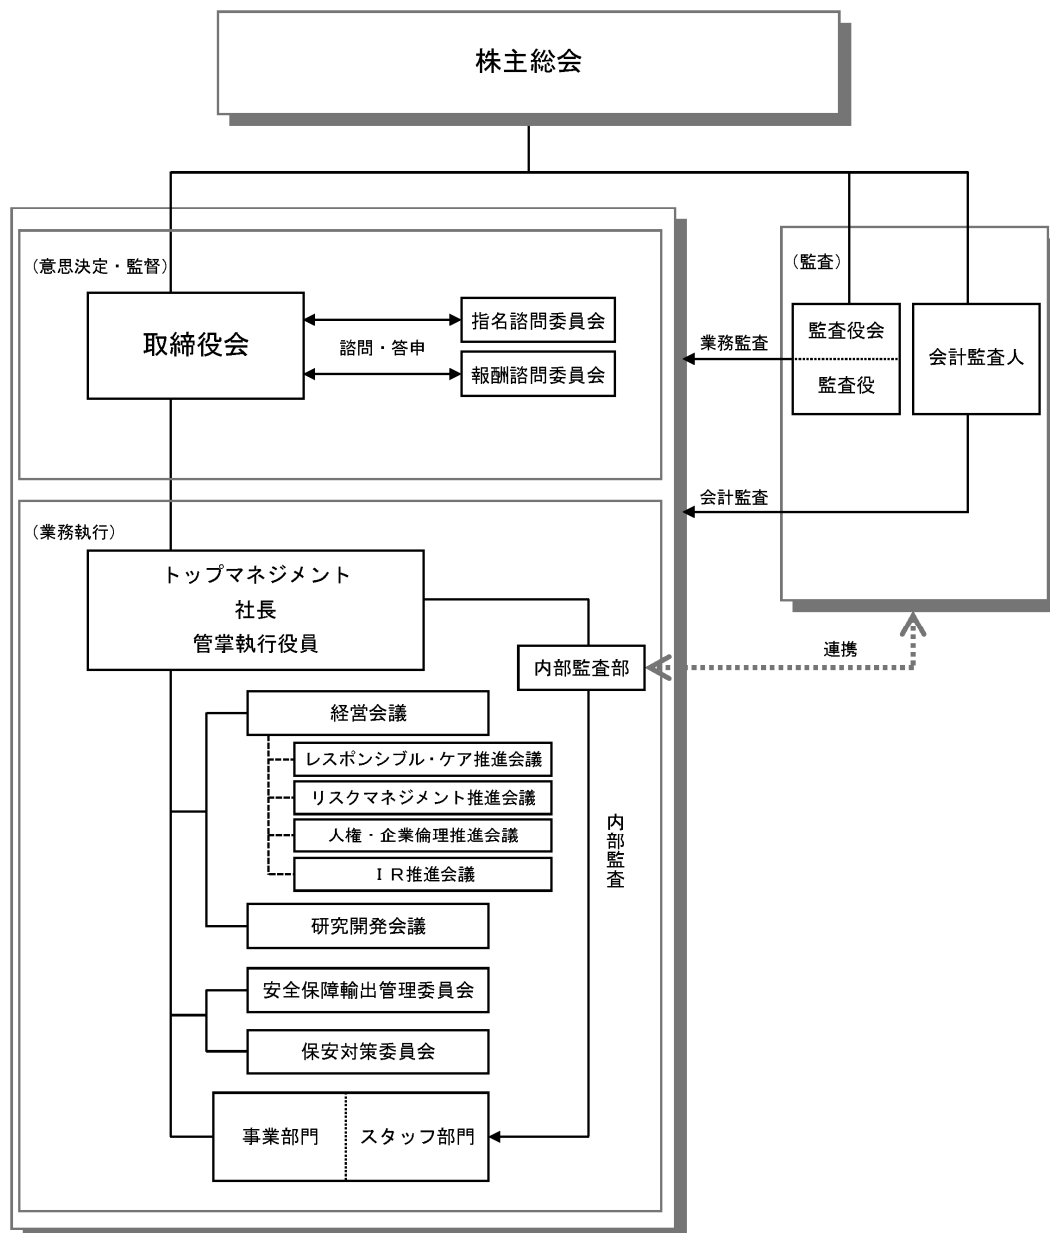 株主総会
（意思決定・監督）
取締役会
諮問・答申
指名諮問委員会
報酬諮問委員会
（監査）
監査役会
監査役
会計監査人
業務監査
会計監査
（業務執行）
トップマネジメント
社長
管掌執行役員
内部監査部
連携
経営会議
レスポンシブル・ケア推進会議
リスクマネジメント推進会議
人権・企業倫理推進会議
ＩＲ推進会議
内部監査
研究開発会議
安全保障輸出管理委員会
保安対策委員会
事業部門
スタッフ部門